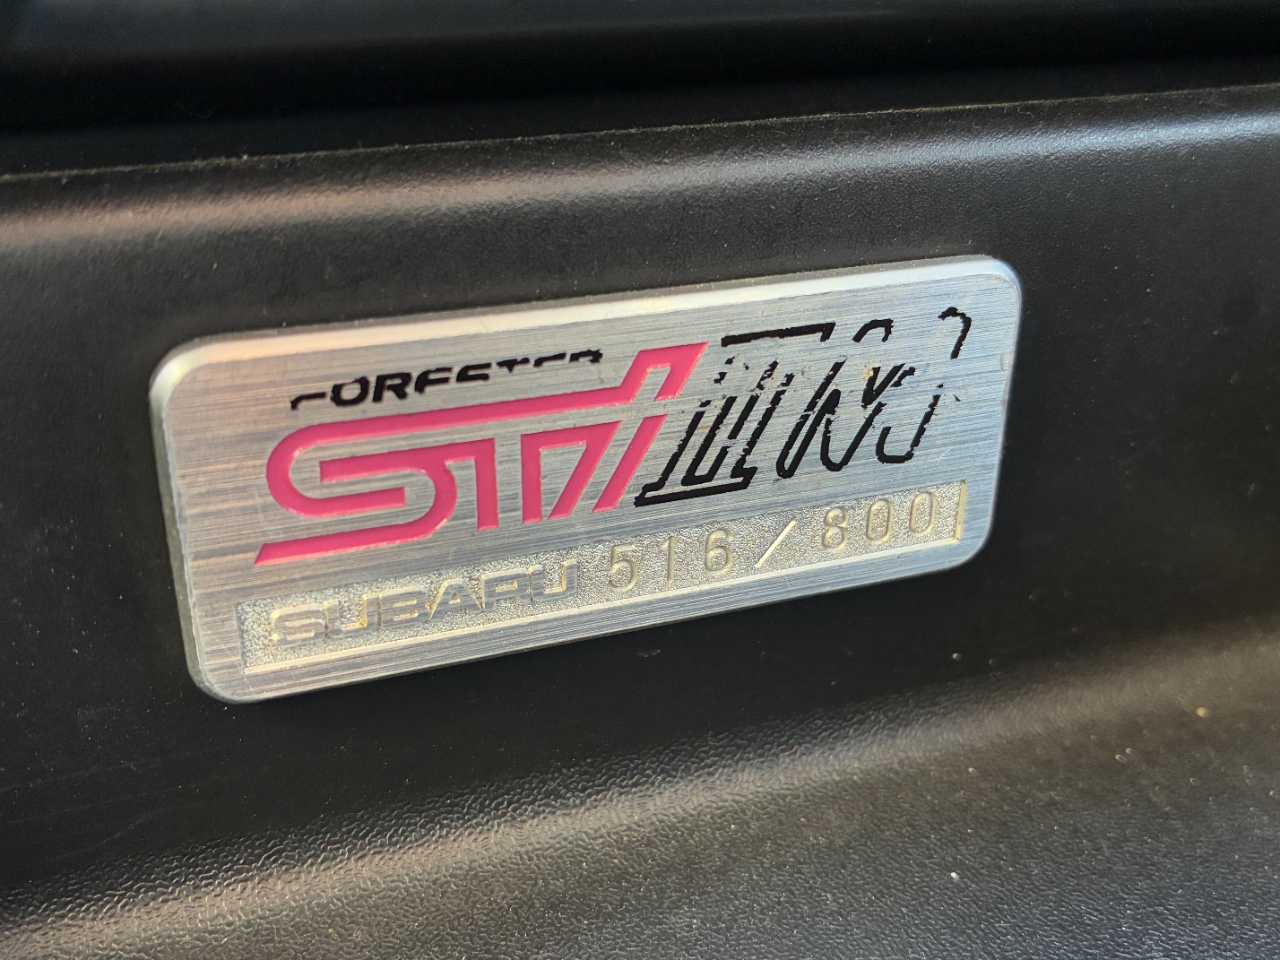 FORESTER
STI II
SUBARU 516/800